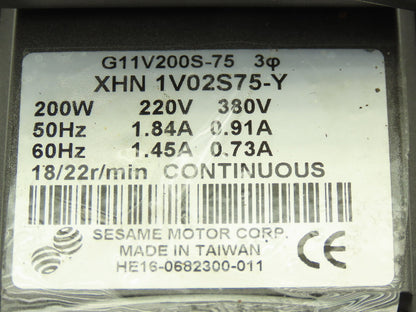 G11V200S-75 3φ
XHN 1V02S75-Y
200W 220V 380V
50Hz 1.84A 0.91A
60Hz 1.45A 0.73A
18/22r/min CONTINUOUS
SESAME MOTOR CORP.
MADE IN TAIWAN
HE16-0682300-011
CE